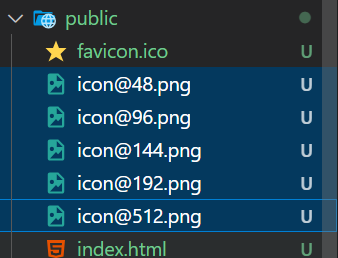 public
favicon.ico U
icon@48.png U
icon@96.png U
icon@144.png U
icon@192.png U
icon@512.png U
index.html U